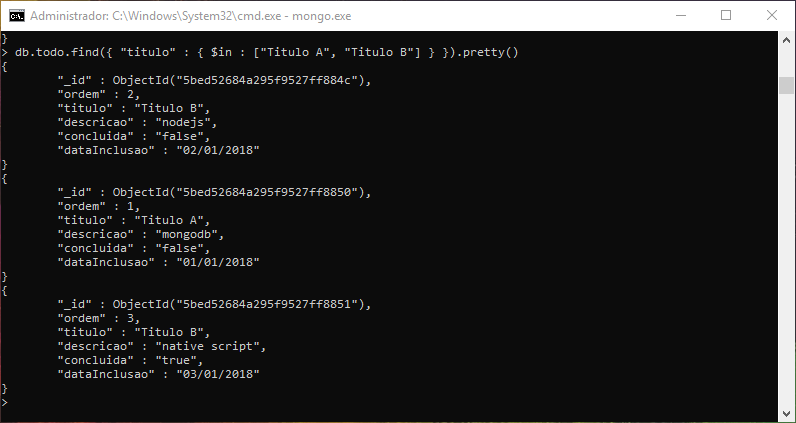 Administrador: C:\Windows\System32\cmd.exe - mongo.exe
}
> db.todo.find({ "titulo" : { $in : ["Titulo A", "Titulo B"] } }).pretty()
{
        "_id" : ObjectId("5bed52684a295f9527ff884c"),
        "ordem" : 2,
        "titulo" : "Titulo B",
        "descricao" : "nodejs",
        "concluida" : "false",
        "dataInclusao" : "02/01/2018"
}
{
        "_id" : ObjectId("5bed52684a295f9527ff8850"),
        "ordem" : 1,
        "titulo" : "Titulo A",
        "descricao" : "mongodb",
        "concluida" : "false",
        "dataInclusao" : "01/01/2018"
}
{
        "_id" : ObjectId("5bed52684a295f9527ff8851"),
        "ordem" : 3,
        "titulo" : "Titulo B",
        "descricao" : "native script",
        "concluida" : "true",
        "dataInclusao" : "03/01/2018"
}
>